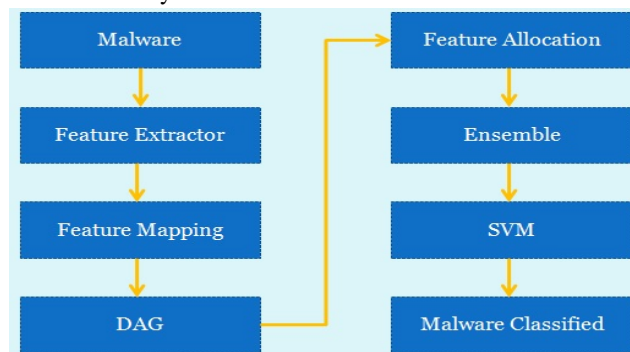 Malware
Feature Extractor
Feature Mapping
DAG
Feature Allocation
Ensemble
SVM
Malware Classified